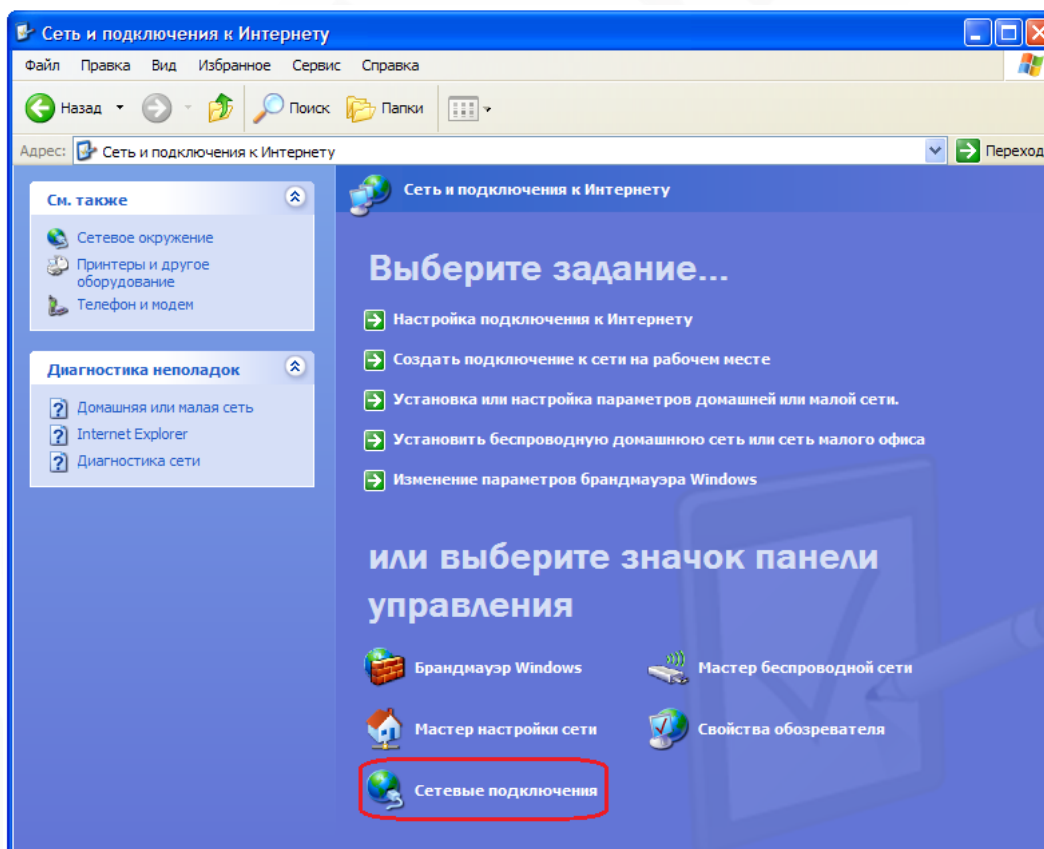 Сеть и подключения к Интернету
Файл Правка Вид Избранное Сервис Справка
Назад Поиск Папки
Адрес: Сеть и подключения к Интернету Переход
См. также
Сетевое окружение
Принтеры и другое
оборудование
Телефон и модем
Диагностика неполадок
Домашняя или малая сеть
Internet Explorer
Диагностика сети
Сеть и подключения к Интернету
Выберите задание...
Настройка подключения к Интернету
Создать подключение к сети на рабочем месте
Установка или настройка параметров домашней или малой сети.
Установить беспроводную домашнюю сеть или сеть малого офиса
Изменение параметров брандмауэра Windows
или выберите значок панели
управления
Брандмауэр Windows
Мастер беспроводной сети
Мастер настройки сети
Свойства обозревателя
Сетевые подключения